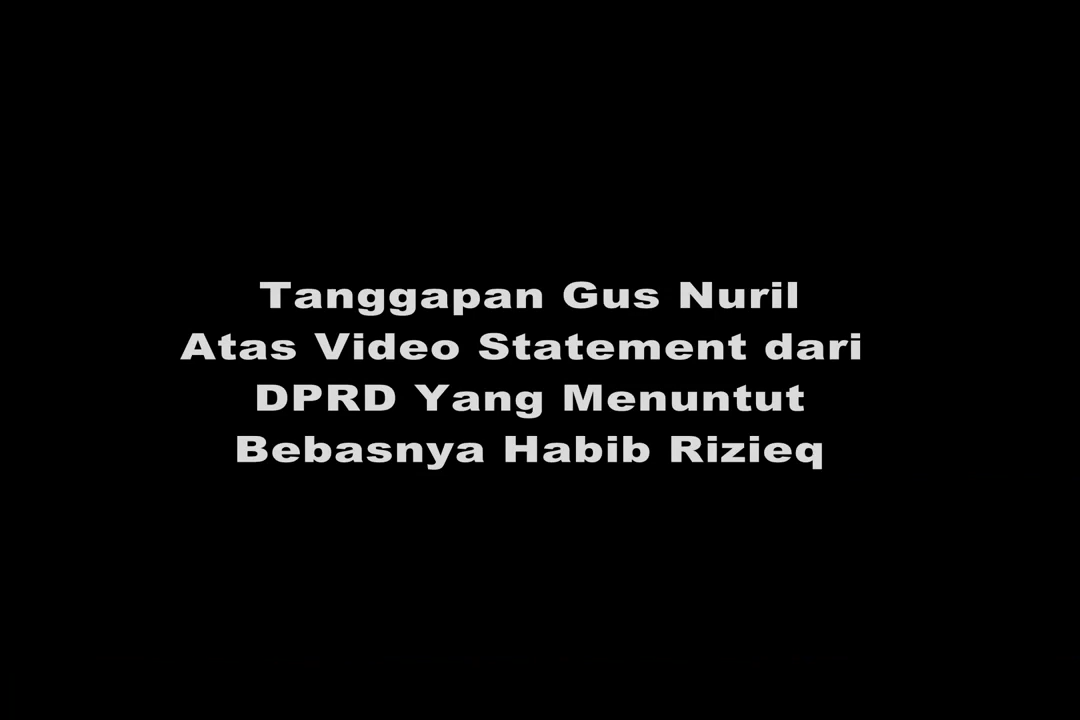 Tanggapan Gus Nuril
Atas Video Statement dari
DPRD Yang Menuntut
Bebasnya Habib Rizieq